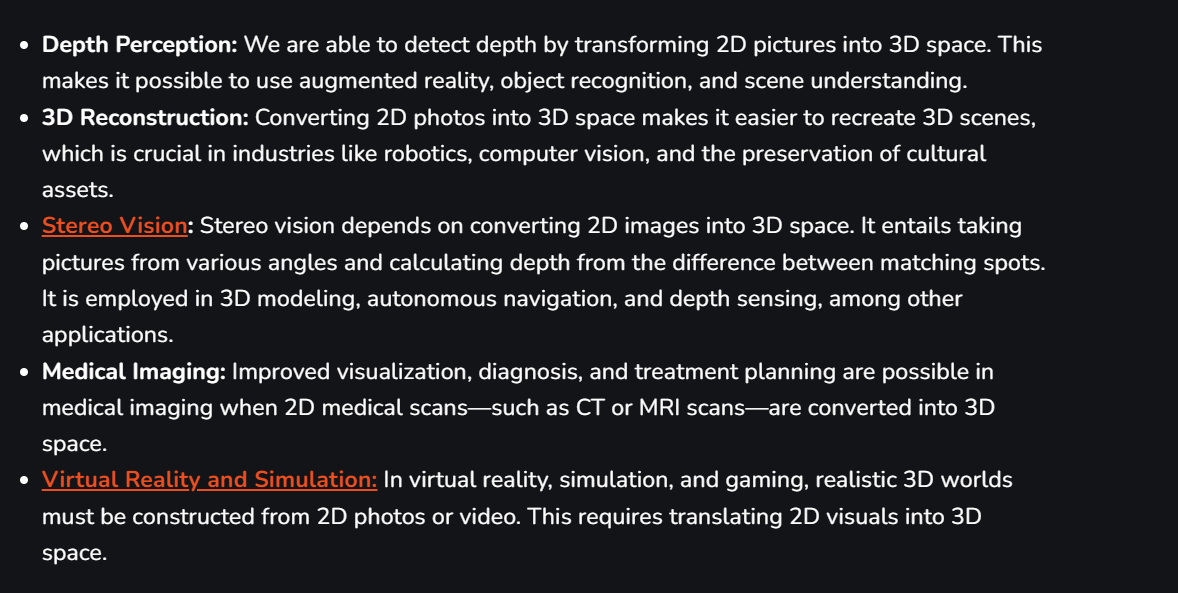 Depth Perception: We are able to detect depth by transforming 2D pictures into 3D space. This
makes it possible to use augmented reality, object recognition, and scene understanding.
3D Reconstruction: Converting 2D photos into 3D space makes it easier to recreate 3D scenes,
which is crucial in industries like robotics, computer vision, and the preservation of cultural
assets.
Stereo Vision: Stereo vision depends on converting 2D images into 3D space. It entails taking
pictures from various angles and calculating depth from the difference between matching spots.
It is employed in 3D modeling, autonomous navigation, and depth sensing, among other
applications.
Medical Imaging: Improved visualization, diagnosis, and treatment planning are possible in
medical imaging when 2D medical scans—such as CT or MRI scans—are converted into 3D
space.
Virtual Reality and Simulation: In virtual reality, simulation, and gaming, realistic 3D worlds
must be constructed from 2D photos or video. This requires translating 2D visuals into 3D
space.